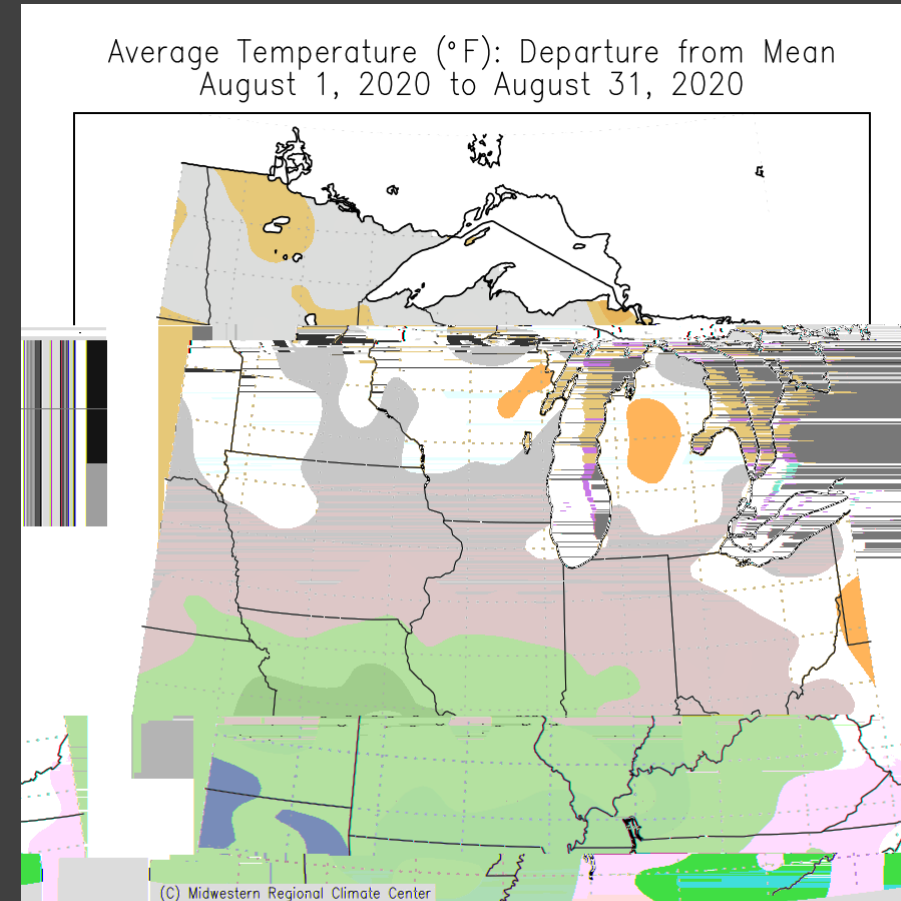 Average Temperature (°F): Departure from Mean
August 1, 2020 to August 31, 2020
(C) Midwestern Regional Climate Center